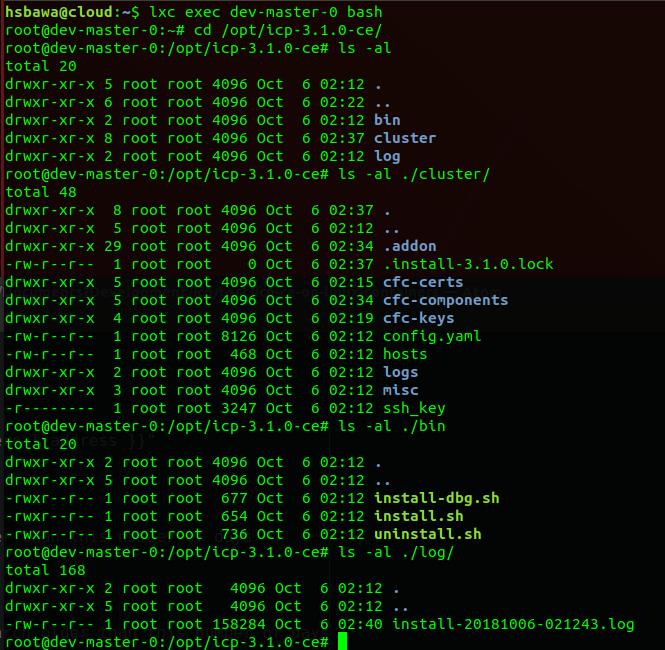 hsbawa@cloud:~$ lxc exec dev-master-0 bash
root@dev-master-0:~# cd /opt/icp-3.1.0-ce/
root@dev-master-0:/opt/icp-3.1.0-ce# ls -al
total 20
drwxr-xr-x 5 root root 4096 Oct  6 02:12 .
drwxr-xr-x 6 root root 4096 Oct  6 02:22 ..
drwxr-xr-x 2 root root 4096 Oct  6 02:12 bin
drwxr-xr-x 8 root root 4096 Oct  6 02:37 cluster
drwxr-xr-x 2 root root 4096 Oct  6 02:12 log
root@dev-master-0:/opt/icp-3.1.0-ce# ls -al ./cluster/
total 48
drwxr-xr-x  8 root root 4096 Oct  6 02:37 .
drwxr-xr-x  5 root root 4096 Oct  6 02:12 ..
drwxr-xr-x 29 root root 4096 Oct  6 02:34 .addon
-rw-r--r--  1 root root    0 Oct  6 02:37 .install-3.1.0.lock
drwxr-xr-x  5 root root 4096 Oct  6 02:15 cfc-certs
drwxr-xr-x  5 root root 4096 Oct  6 02:34 cfc-components
drwxr-xr-x  4 root root 4096 Oct  6 02:19 cfc-keys
-rw-r--r--  1 root root 8126 Oct  6 02:12 config.yaml
-rw-r--r--  1 root root  468 Oct  6 02:12 hosts
drwxr-xr-x  2 root root 4096 Oct  6 02:12 logs
drwxr-xr-x  3 root root 4096 Oct  6 02:12 misc
-r--------  1 root root 3247 Oct  6 02:12 ssh_key
root@dev-master-0:/opt/icp-3.1.0-ce# ls -al ./bin
total 20
drwxr-xr-x 2 root root 4096 Oct  6 02:12 .
drwxr-xr-x 5 root root 4096 Oct  6 02:12 ..
-rwxr--r-- 1 root root  677 Oct  6 02:12 install-dbg.sh
-rwxr--r-- 1 root root  654 Oct  6 02:12 install.sh
-rwxr--r-- 1 root root  736 Oct  6 02:12 uninstall.sh
root@dev-master-0:/opt/icp-3.1.0-ce# ls -al ./log/
total 168
drwxr-xr-x 2 root root   4096 Oct  6 02:12 .
drwxr-xr-x 5 root root   4096 Oct  6 02:12 ..
-rw-r--r-- 1 root root 158284 Oct  6 02:40 install-20181006-021243.log
root@dev-master-0:/opt/icp-3.1.0-ce#